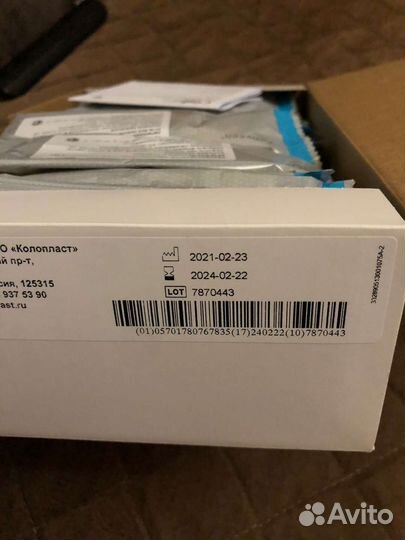 О «Колопласт»
ій пр-т,
сия, 125315
937 53 90
ast.ru
2021-02-23
2024-02-22
LOT 7870443
(01)05701780767835(17)240222(10)7870443
Avito